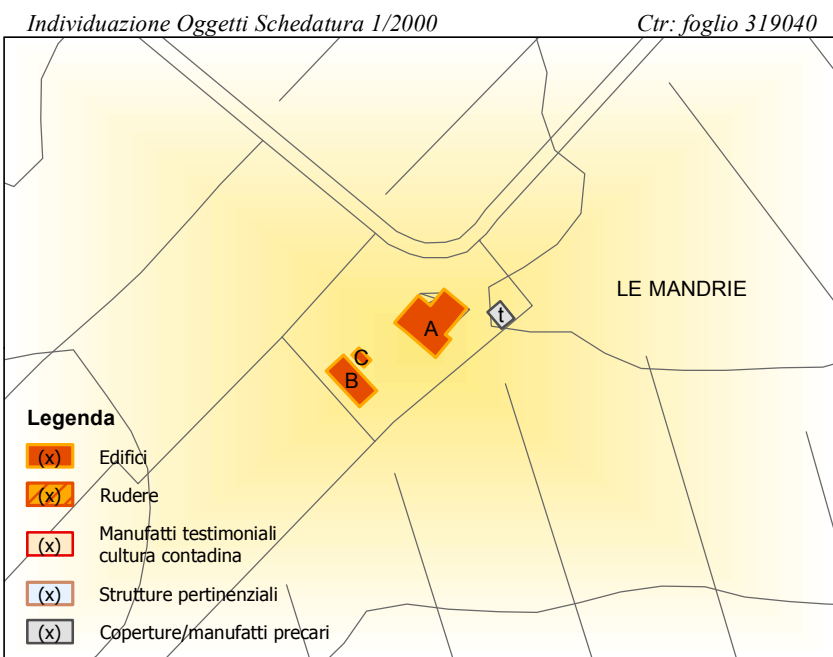 Individuazione Oggetti Schedatura 1/2000 Ctr: foglio 319040
LE MANDRIE
t
A
C
B
Legenda
(x) Edifici
(x) Rudere
(x) Manufatti testimoniali
cultura contadina
(x) Strutture pertinenziali
(x) Coperture/manufatti precari